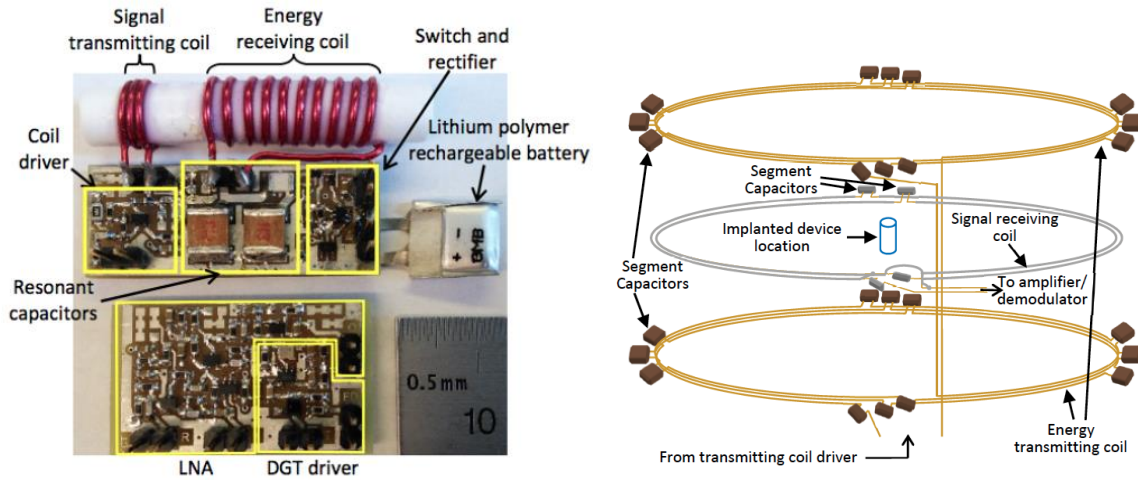 Signal
transmitting coil
Energy
receiving coil
Switch and
rectifier
Coil
driver
Lithium polymer
rechargeable battery
- 
+ GMB
Resonant
capacitors
0.5mm
10
R
LNA
DGT driver
Segment
Capacitors
Implanted device
location
Signal receiving
coil
Segment
Capacitors
To amplifier/
demodulator
Energy
transmitting coil
From transmitting coil driver